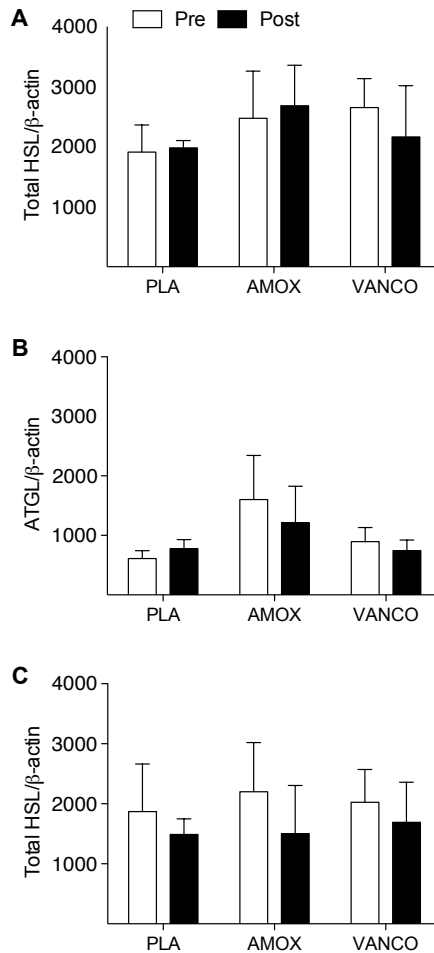 A
Pre Post
4000
3000
2000
1000
Total HSL/β-actin
PLA AMOX VANCO
B
4000
3000
2000
1000
ATGL/β-actin
PLA AMOX VANCO
C
4000
3000
2000
1000
Total HSL/β-actin
PLA AMOX VANCO